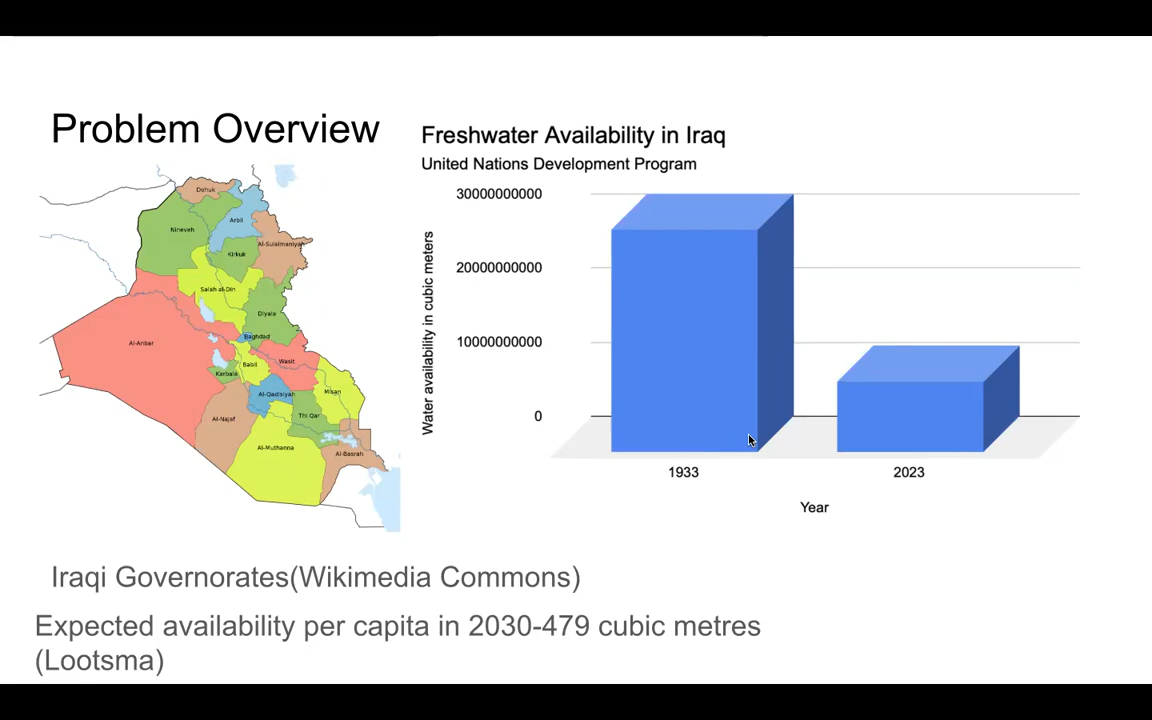 Problem Overview
Freshwater Availability in Iraq
United Nations Development Program
30000000000
20000000000
10000000000
0
Water availability in cubic meters
1933
2023
Year
Dohuk
Nineveh
Arbil
Al-Sulaimaniyah
Kirkuk
Salah al-Din
Diyala
Al-Anbar
Baghdad
Wasit
Babil
Karbala
Al-Qadisiyah
Misan
Al-Najaf
Thi Qar
Al-Muthanna
Al-Basrah
Iraqi Governorates(Wikimedia Commons)
Expected availability per capita in 2030-479 cubic metres
(Lootsma)